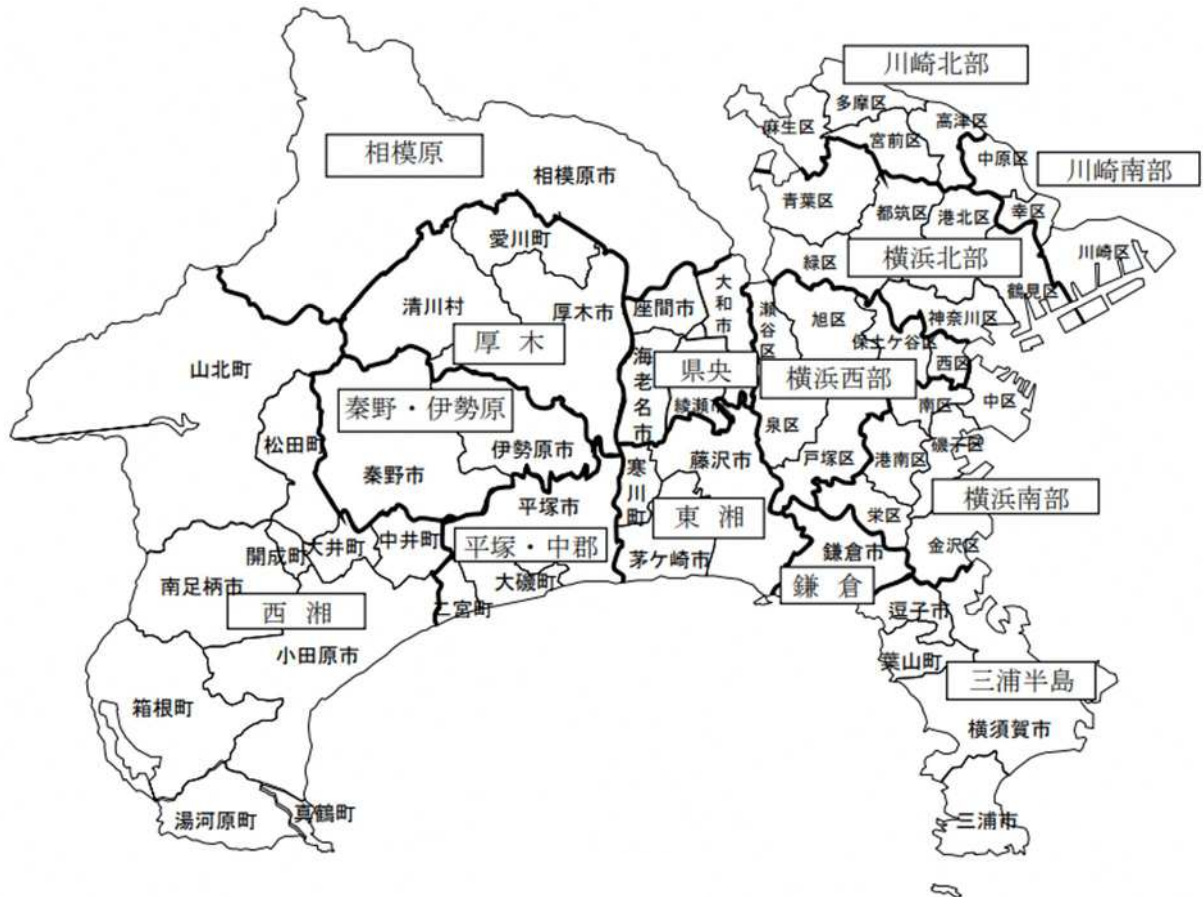 川崎北部
多摩区
高津区
麻生区
宮前区
中原区
相模原
川崎南部
相模原市
青葉区
都筑区
港北区
幸区
愛川町
川崎区
緑区
横浜北部
鶴見区
清川村
厚木市
座間市
大和市
瀬谷区
旭区
神奈川区
厚木
保土ケ谷区
山北町
海老名市
県央
横浜西部
西区
秦野・伊勢原
綾瀬市
南区
中区
松田町
伊勢原市
泉区
磯子区
秦野市
寒川町
藤沢市
戸塚区
港南区
平塚市
東湘
横浜南部
栄区
開成町
大井町
中井町
平塚・中郡
鎌倉市
金沢区
南足柄市
大磯町
茅ケ崎市
鎌倉
西湘
二宮町
逗子市
小田原市
葉山町
三浦半島
箱根町
横須賀市
湯河原町
真鶴町
三浦市